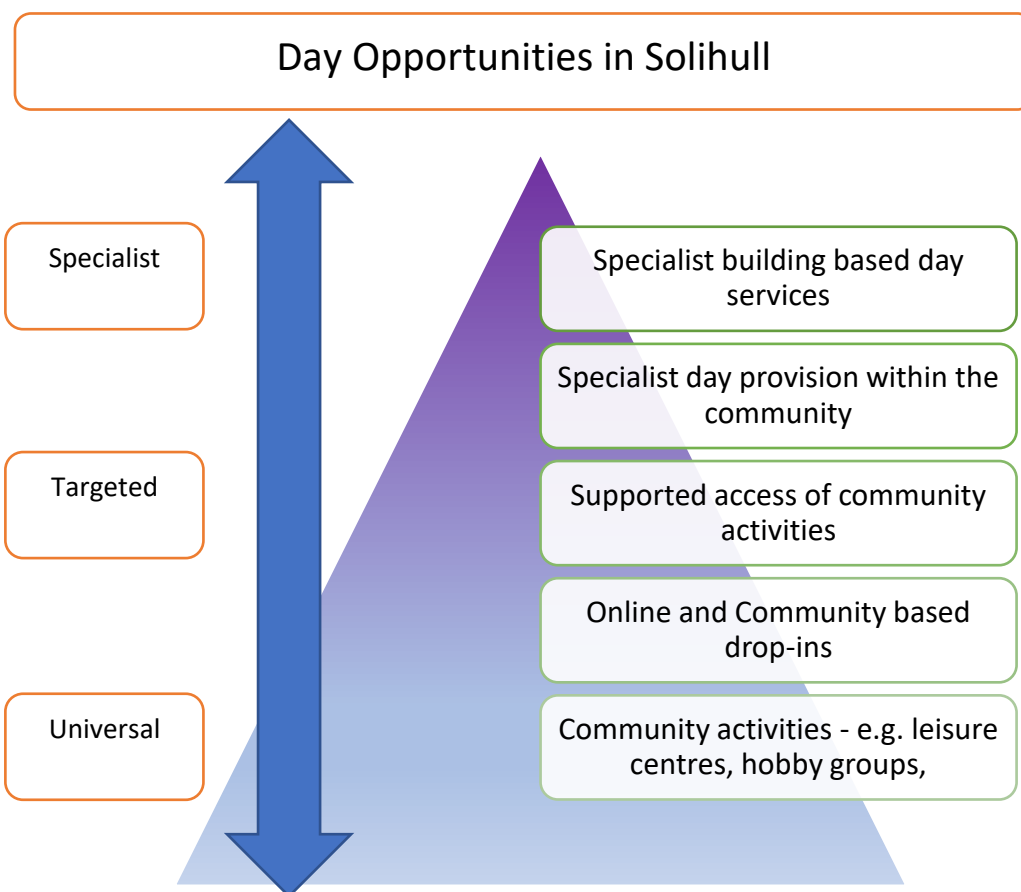 Day Opportunities in Solihull
Specialist
Specialist building based day
services
Specialist day provision within the
community
Targeted
Supported access of community
activities
Online and Community based
drop-ins
Universal
Community activities - e.g. leisure
centres, hobby groups,